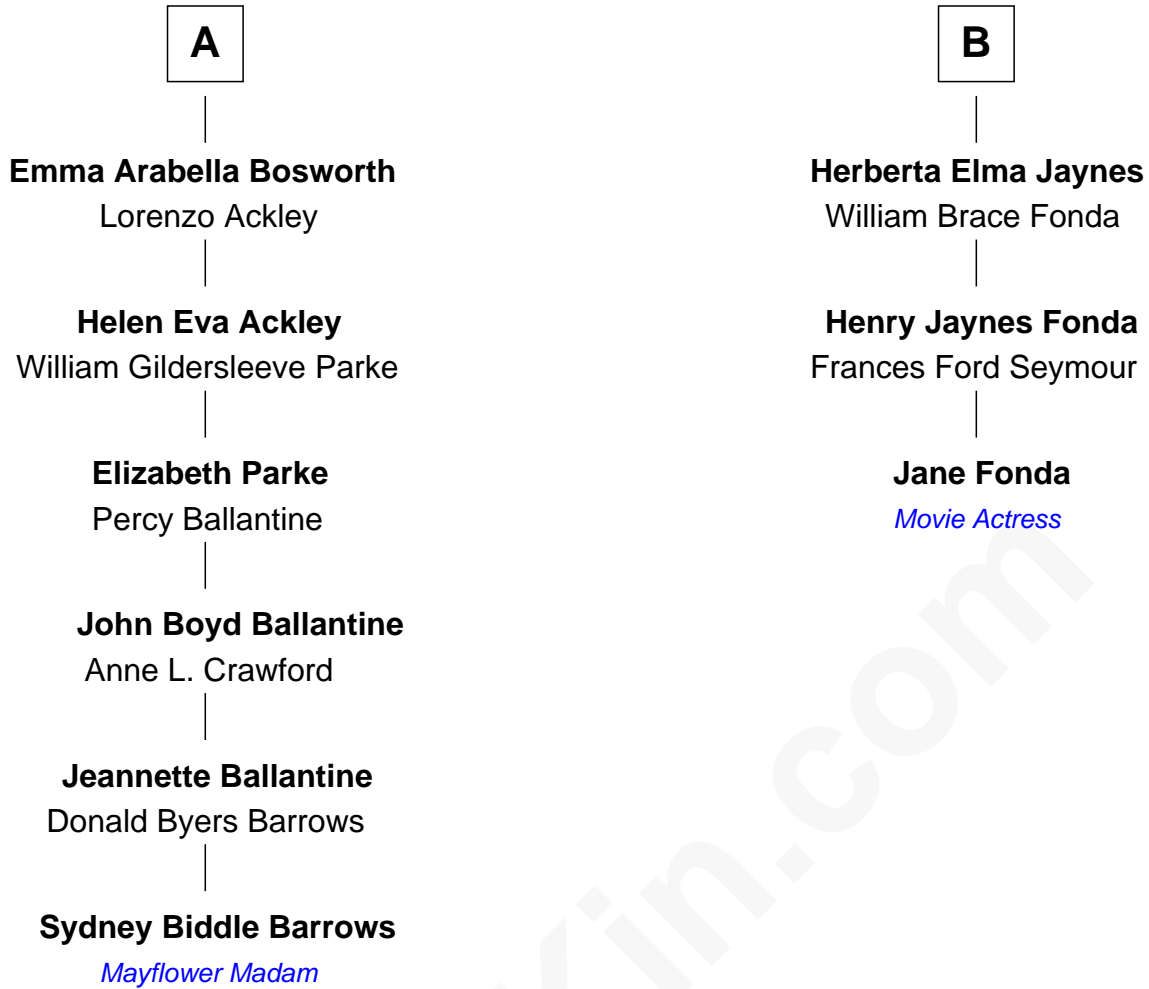 A
Emma Arabella Bosworth
Lorenzo Ackley
Helen Eva Ackley
William Gildersleeve Parke
Elizabeth Parke
Percy Ballantine
John Boyd Ballantine
Anne L. Crawford
Jeannette Ballantine
Donald Byers Barrows
Sydney Biddle Barrows
Mayflower Madam
B
Herberta Elma Jaynes
William Brace Fonda
Henry Jaynes Fonda
Frances Ford Seymour
Jane Fonda
Movie Actress
in.com